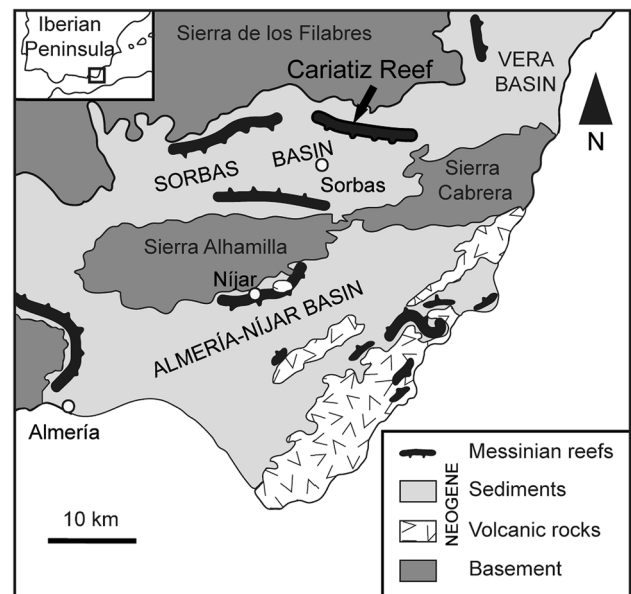 Iberian
Peninsula
Sierra de los Filabres
VERA
BASIN
Cariatiz Reef
N
BASIN
SORBAS
Sorbas
Sierra
Cabrera
Sierra Alhamilla
Níjar
ALMERÍA-NÍJAR BASIN
Almería
10 km
NEOGENE
Messinian reefs
Sediments
Volcanic rocks
Basement